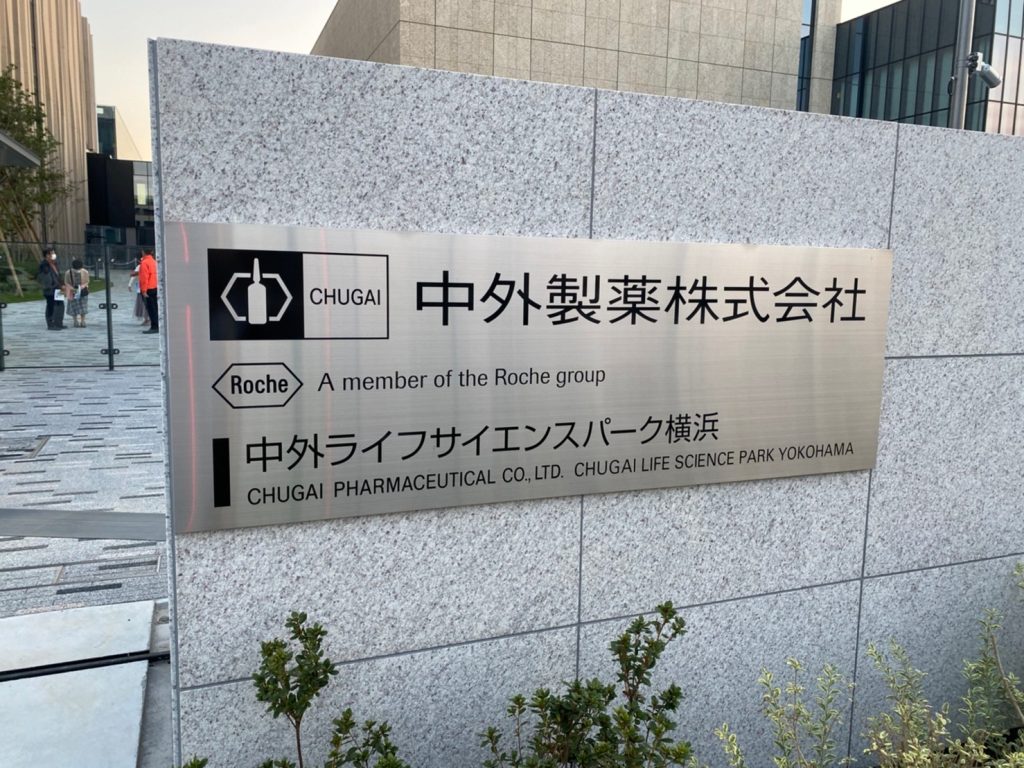 CHUGAI 中外製薬株式会社
Roche A member of the Roche group
中外ライフサイエンスパーク横浜
CHUGAI PHARMACEUTICAL CO., LTD. CHUGAI LIFE SCIENCE PARK YOKOHAMA